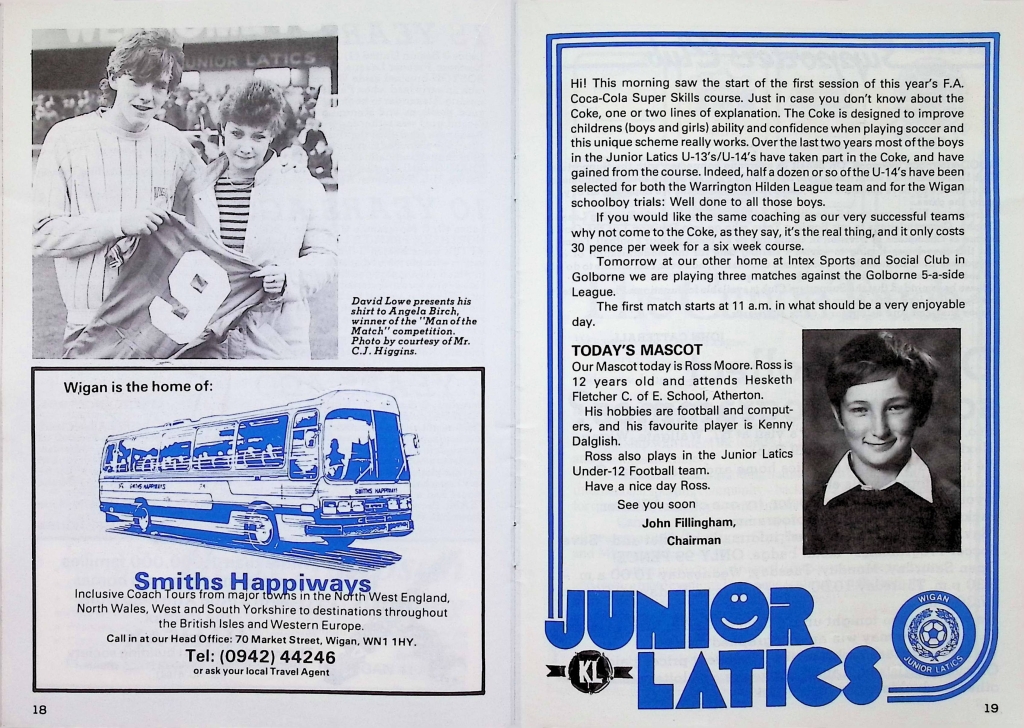 JUNIOR LATICS
9
David Lowe presents his
shirt to Angela Birch,
winner of the "Man of the
Match" competition.
Photo by courtesy of Mr.
C.J. Higgins.
Wigan is the home of:
SMITHS HAPPIWAYS
SMITHS HAPPIWAYS
Smiths Happiways
Inclusive Coach Tours from major towns in the North West England,
North Wales, West and South Yorkshire to destinations throughout
the British Isles and Western Europe.
Call in at our Head Office: 70 Market Street, Wigan, WN1 1HY.
Tel: (0942) 44246
or ask your local Travel Agent
18
Hi! This morning saw the start of the first session of this year's F.A.
Coca-Cola Super Skills course. Just in case you don't know about the
Coke, one or two lines of explanation. The Coke is designed to improve
childrens (boys and girls) ability and confidence when playing soccer and
this unique scheme really works. Over the last two years most of the boys
in the Junior Latics U-13's/U-14's have taken part in the Coke, and have
gained from the course. Indeed, half a dozen or so of the U-14's have been
selected for both the Warrington Hilden League team and for the Wigan
schoolboy trials: Well done to all those boys.
If you would like the same coaching as our very successful teams
why not come to the Coke, as they say, it's the real thing, and it only costs
30 pence per week for a six week course.
Tomorrow at our other home at Intex Sports and Social Club in
Golborne we are playing three matches against the Golborne 5-a-side
League.
The first match starts at 11 a.m. in what should be a very enjoyable
day.
TODAY'S MASCOT
Our Mascot today is Ross Moore. Ross is
12 years old and attends Hesketh
Fletcher C. of E. School, Atherton.
His hobbies are football and comput-
ers, and his favourite player is Kenny
Dalglish.
Ross also plays in the Junior Latics
Under-12 Football team.
Have a nice day Ross.
See you soon
John Fillingham,
Chairman
JUNIOR
LATICS
KL
WIGAN
JUNIOR LATICS
19